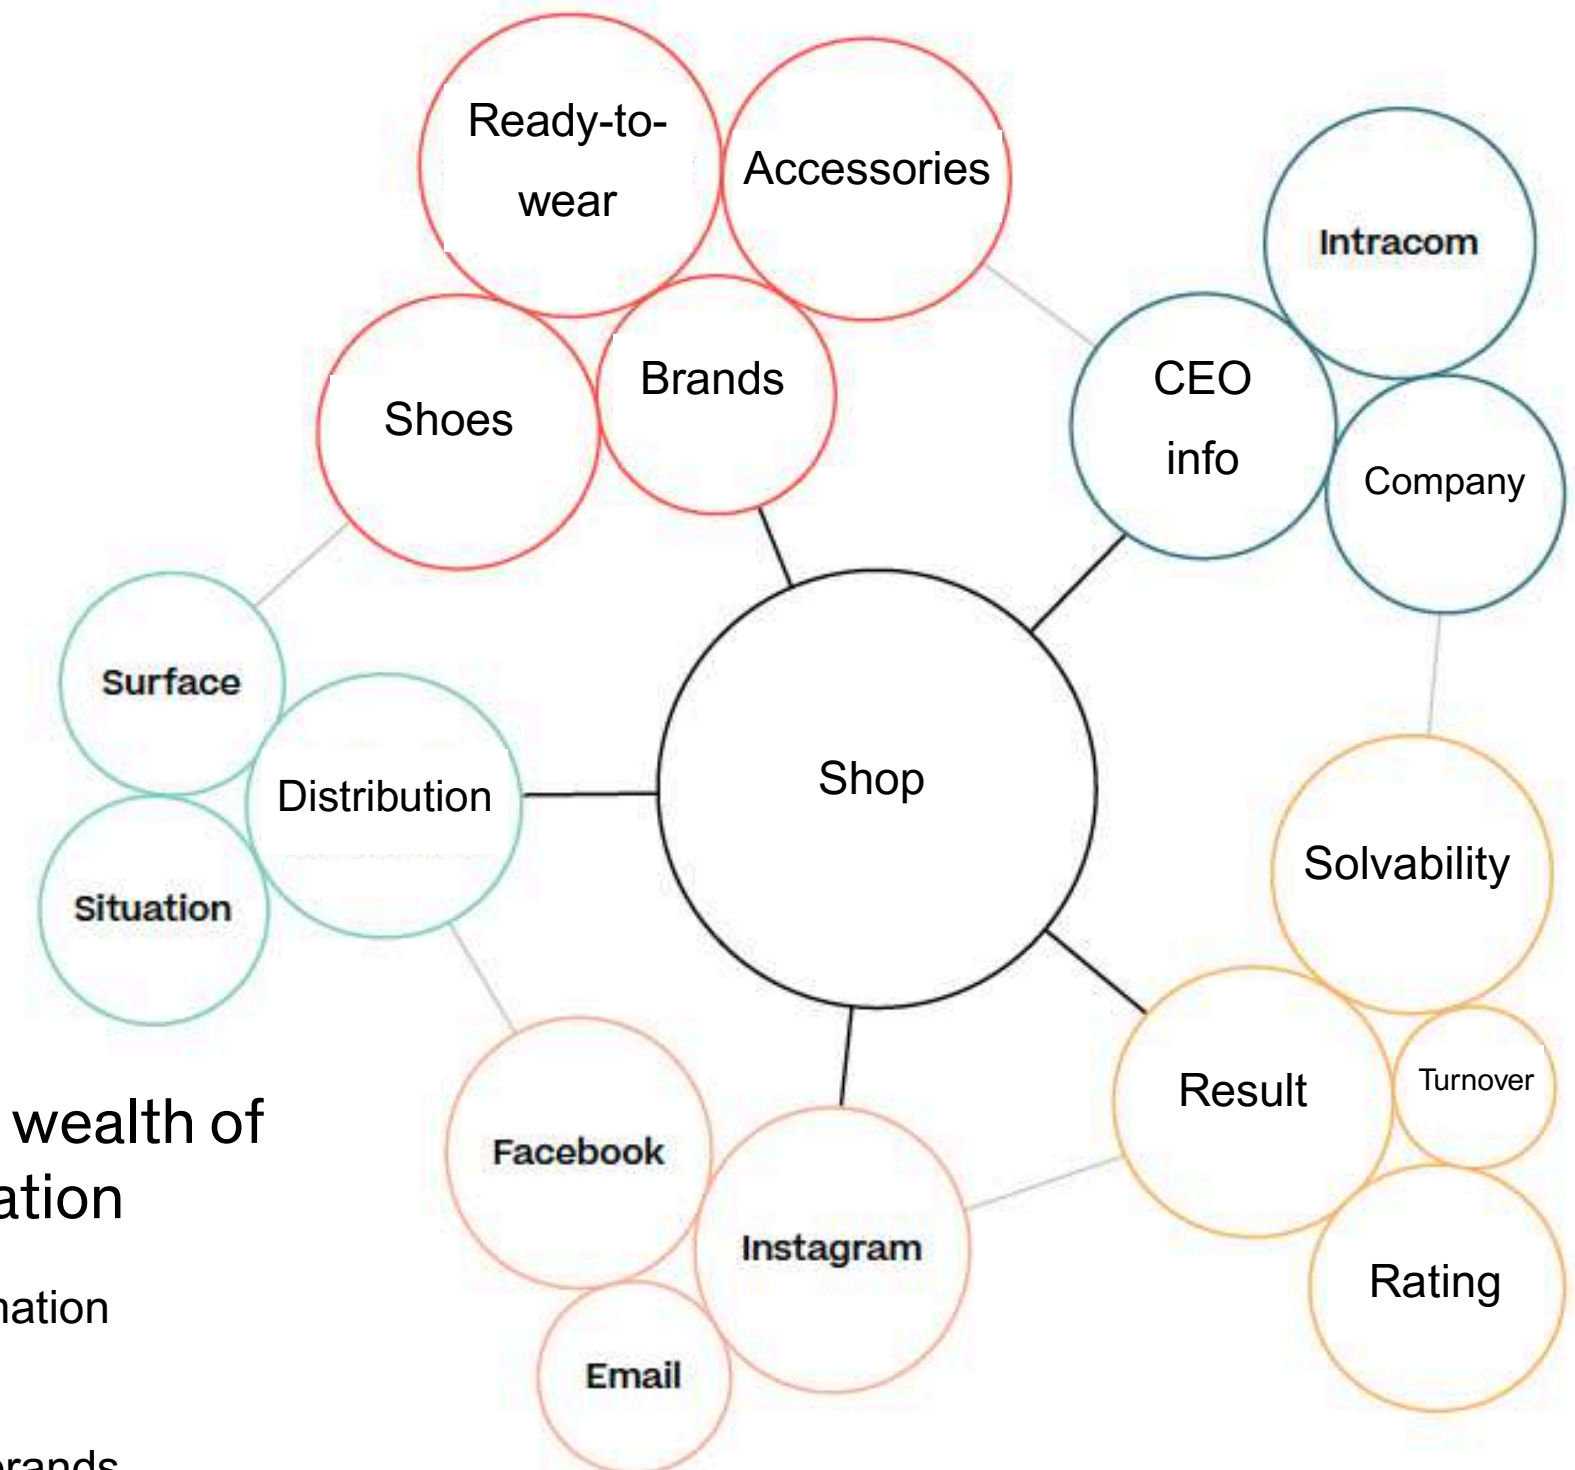 Ready-to-
wear
Accessories
Intracom
Brands
CEO
info
Shoes
Company
Surface
Distribution
Shop
Solvability
Situation
Result
Turnover
wealth of
ation
Facebook
Instagram
Rating
nation
Email
brands